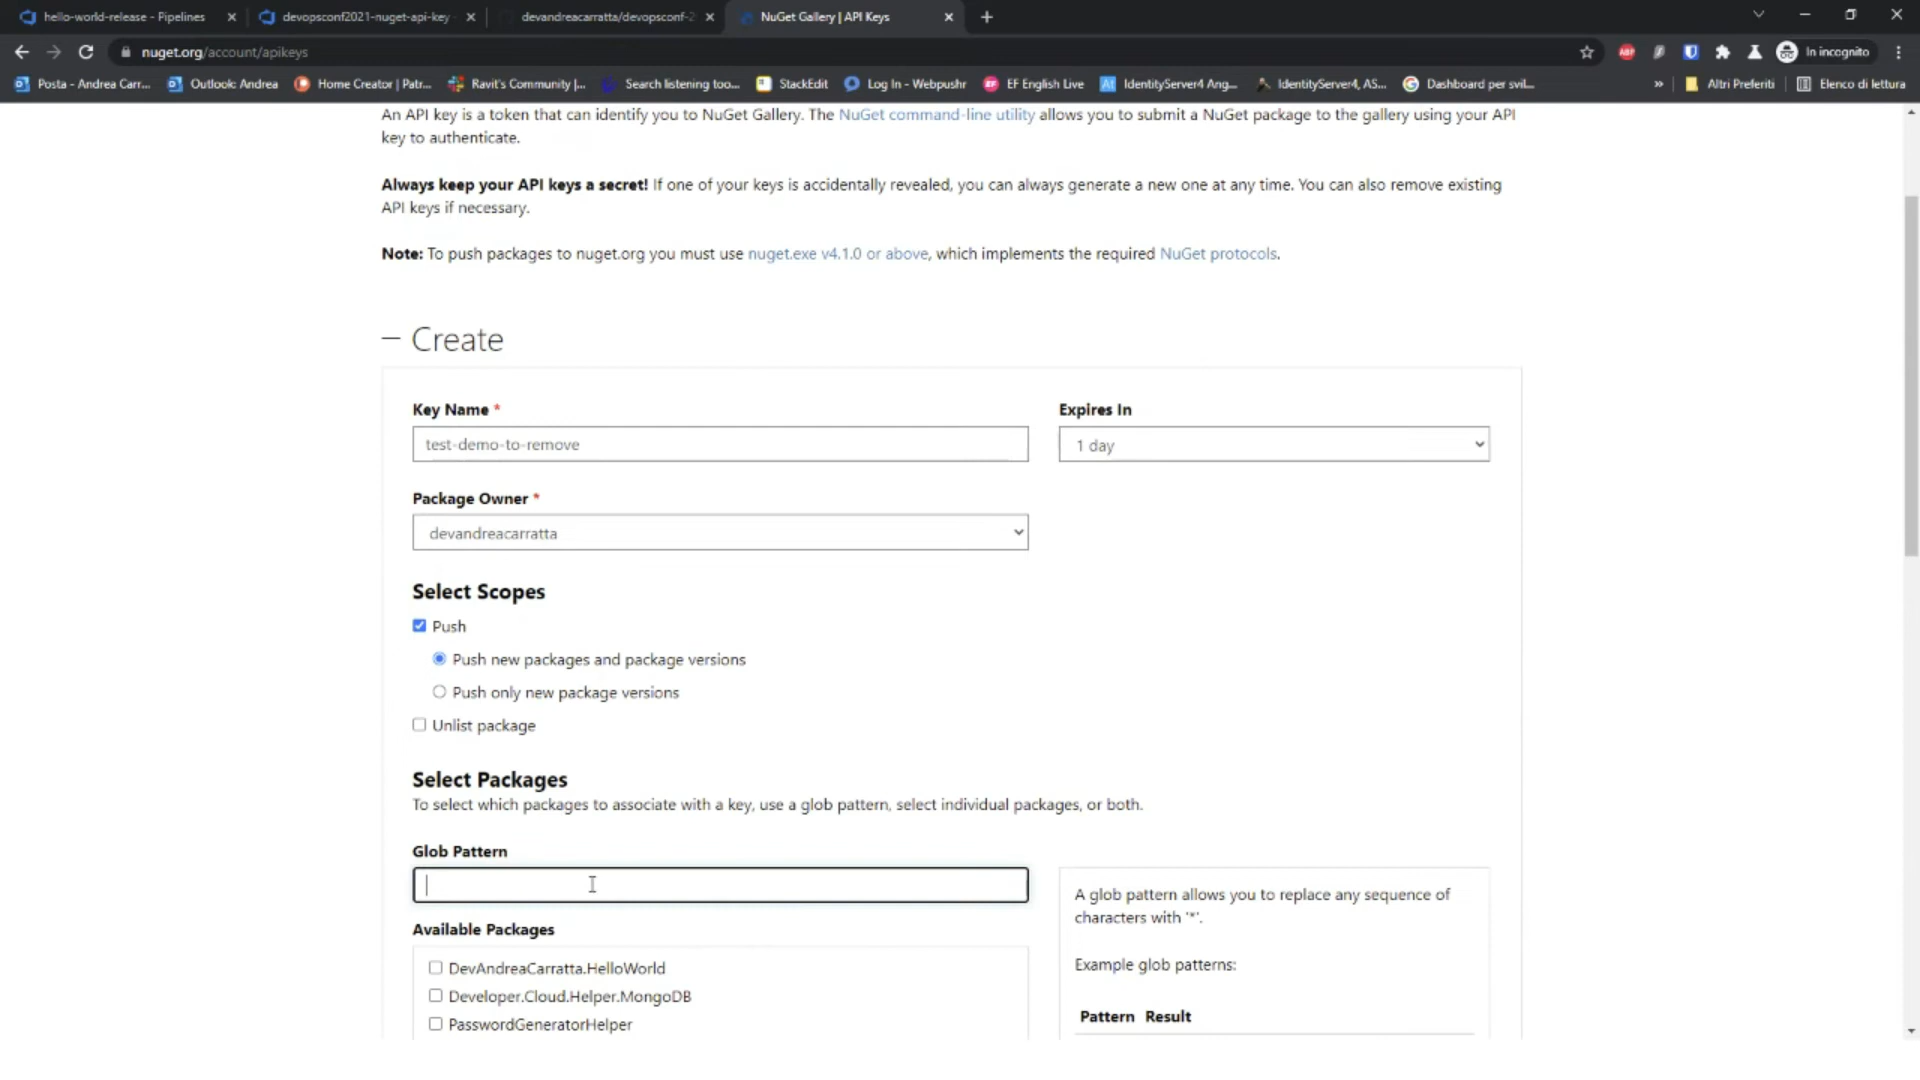 hello-world-release - Pipelines
devopsconf2021-nuget-api-key
devandreacarratta/devopsconf-2
NuGet Gallery | API Keys
nuget.org/account/apikeys
ABP
In incognito
Posta - Andrea Carr...
Outlook: Andrea
Home Creator | Patr...
Ravit's Community |...
Search listening too...
StackEdit
Log In - Webpushr
EF English Live
IdentityServer4 Ang...
IdentityServer4, AS...
Dashboard per svil...
»
Altri Preferiti
Elenco di lettura
An API key is a token that can identify you to NuGet Gallery. The NuGet command-line utility allows you to submit a NuGet package to the gallery using your API
key to authenticate.
Always keep your API keys a secret! If one of your keys is accidentally revealed, you can always generate a new one at any time. You can also remove existing
API keys if necessary.
Note: To push packages to nuget.org you must use nuget.exe v4.1.0 or above, which implements the required NuGet protocols.
Create
Key Name *
Expires In
test-demo-to-remove
1 day
Package Owner *
devandreacarratta
Select Scopes
Push
Push new packages and package versions
Push only new package versions
Unlist package
Select Packages
To select which packages to associate with a key, use a glob pattern, select individual packages, or both.
Glob Pattern
A glob pattern allows you to replace any sequence of
characters with '*'.
Available Packages
DevAndreaCarratta.HelloWorld
Example glob patterns:
Developer.Cloud.Helper.MongoDB
Pattern Result
PasswordGeneratorHelper